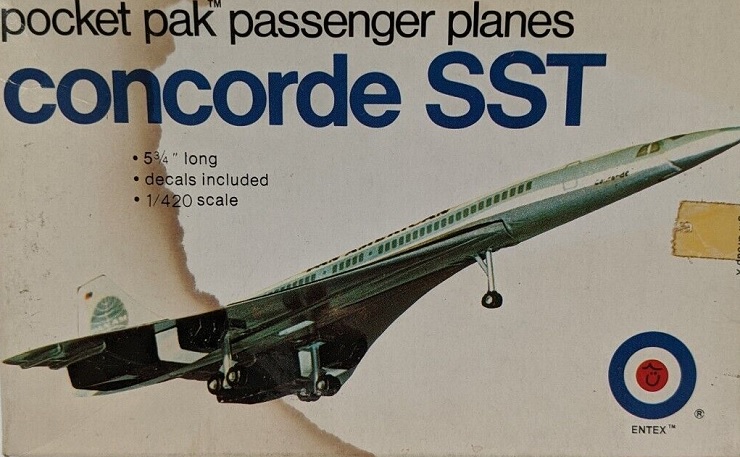 pocket pak™ passenger planes
concorde SST
• 5¾" long
• decals included
• 1/420 scale
®
ENTEX™